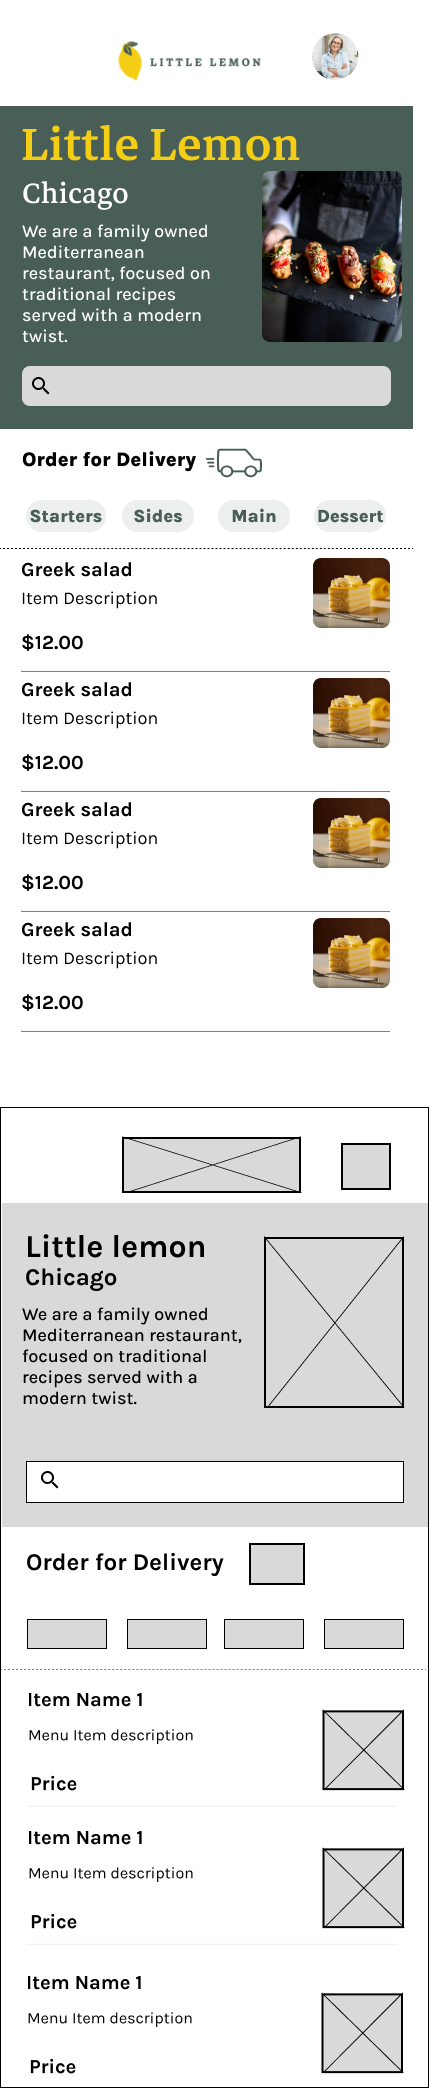 LITTLE LEMON
Little Lemon
Chicago
We are a family owned
Mediterranean
restaurant, focused on
traditional recipes
served with a modern
twist.
Order for Delivery
Starters Sides Main Dessert
Greek salad
Item Description
$12.00
Greek salad
Item Description
$12.00
Greek salad
Item Description
$12.00
Greek salad
Item Description
$12.00
Little lemon
Chicago
We are a family owned
Mediterranean restaurant,
focused on traditional
recipes served with a
modern twist.
Order for Delivery
Item Name 1
Menu Item description
Price
Item Name 1
Menu Item description
Price
Item Name 1
Menu Item description
Price